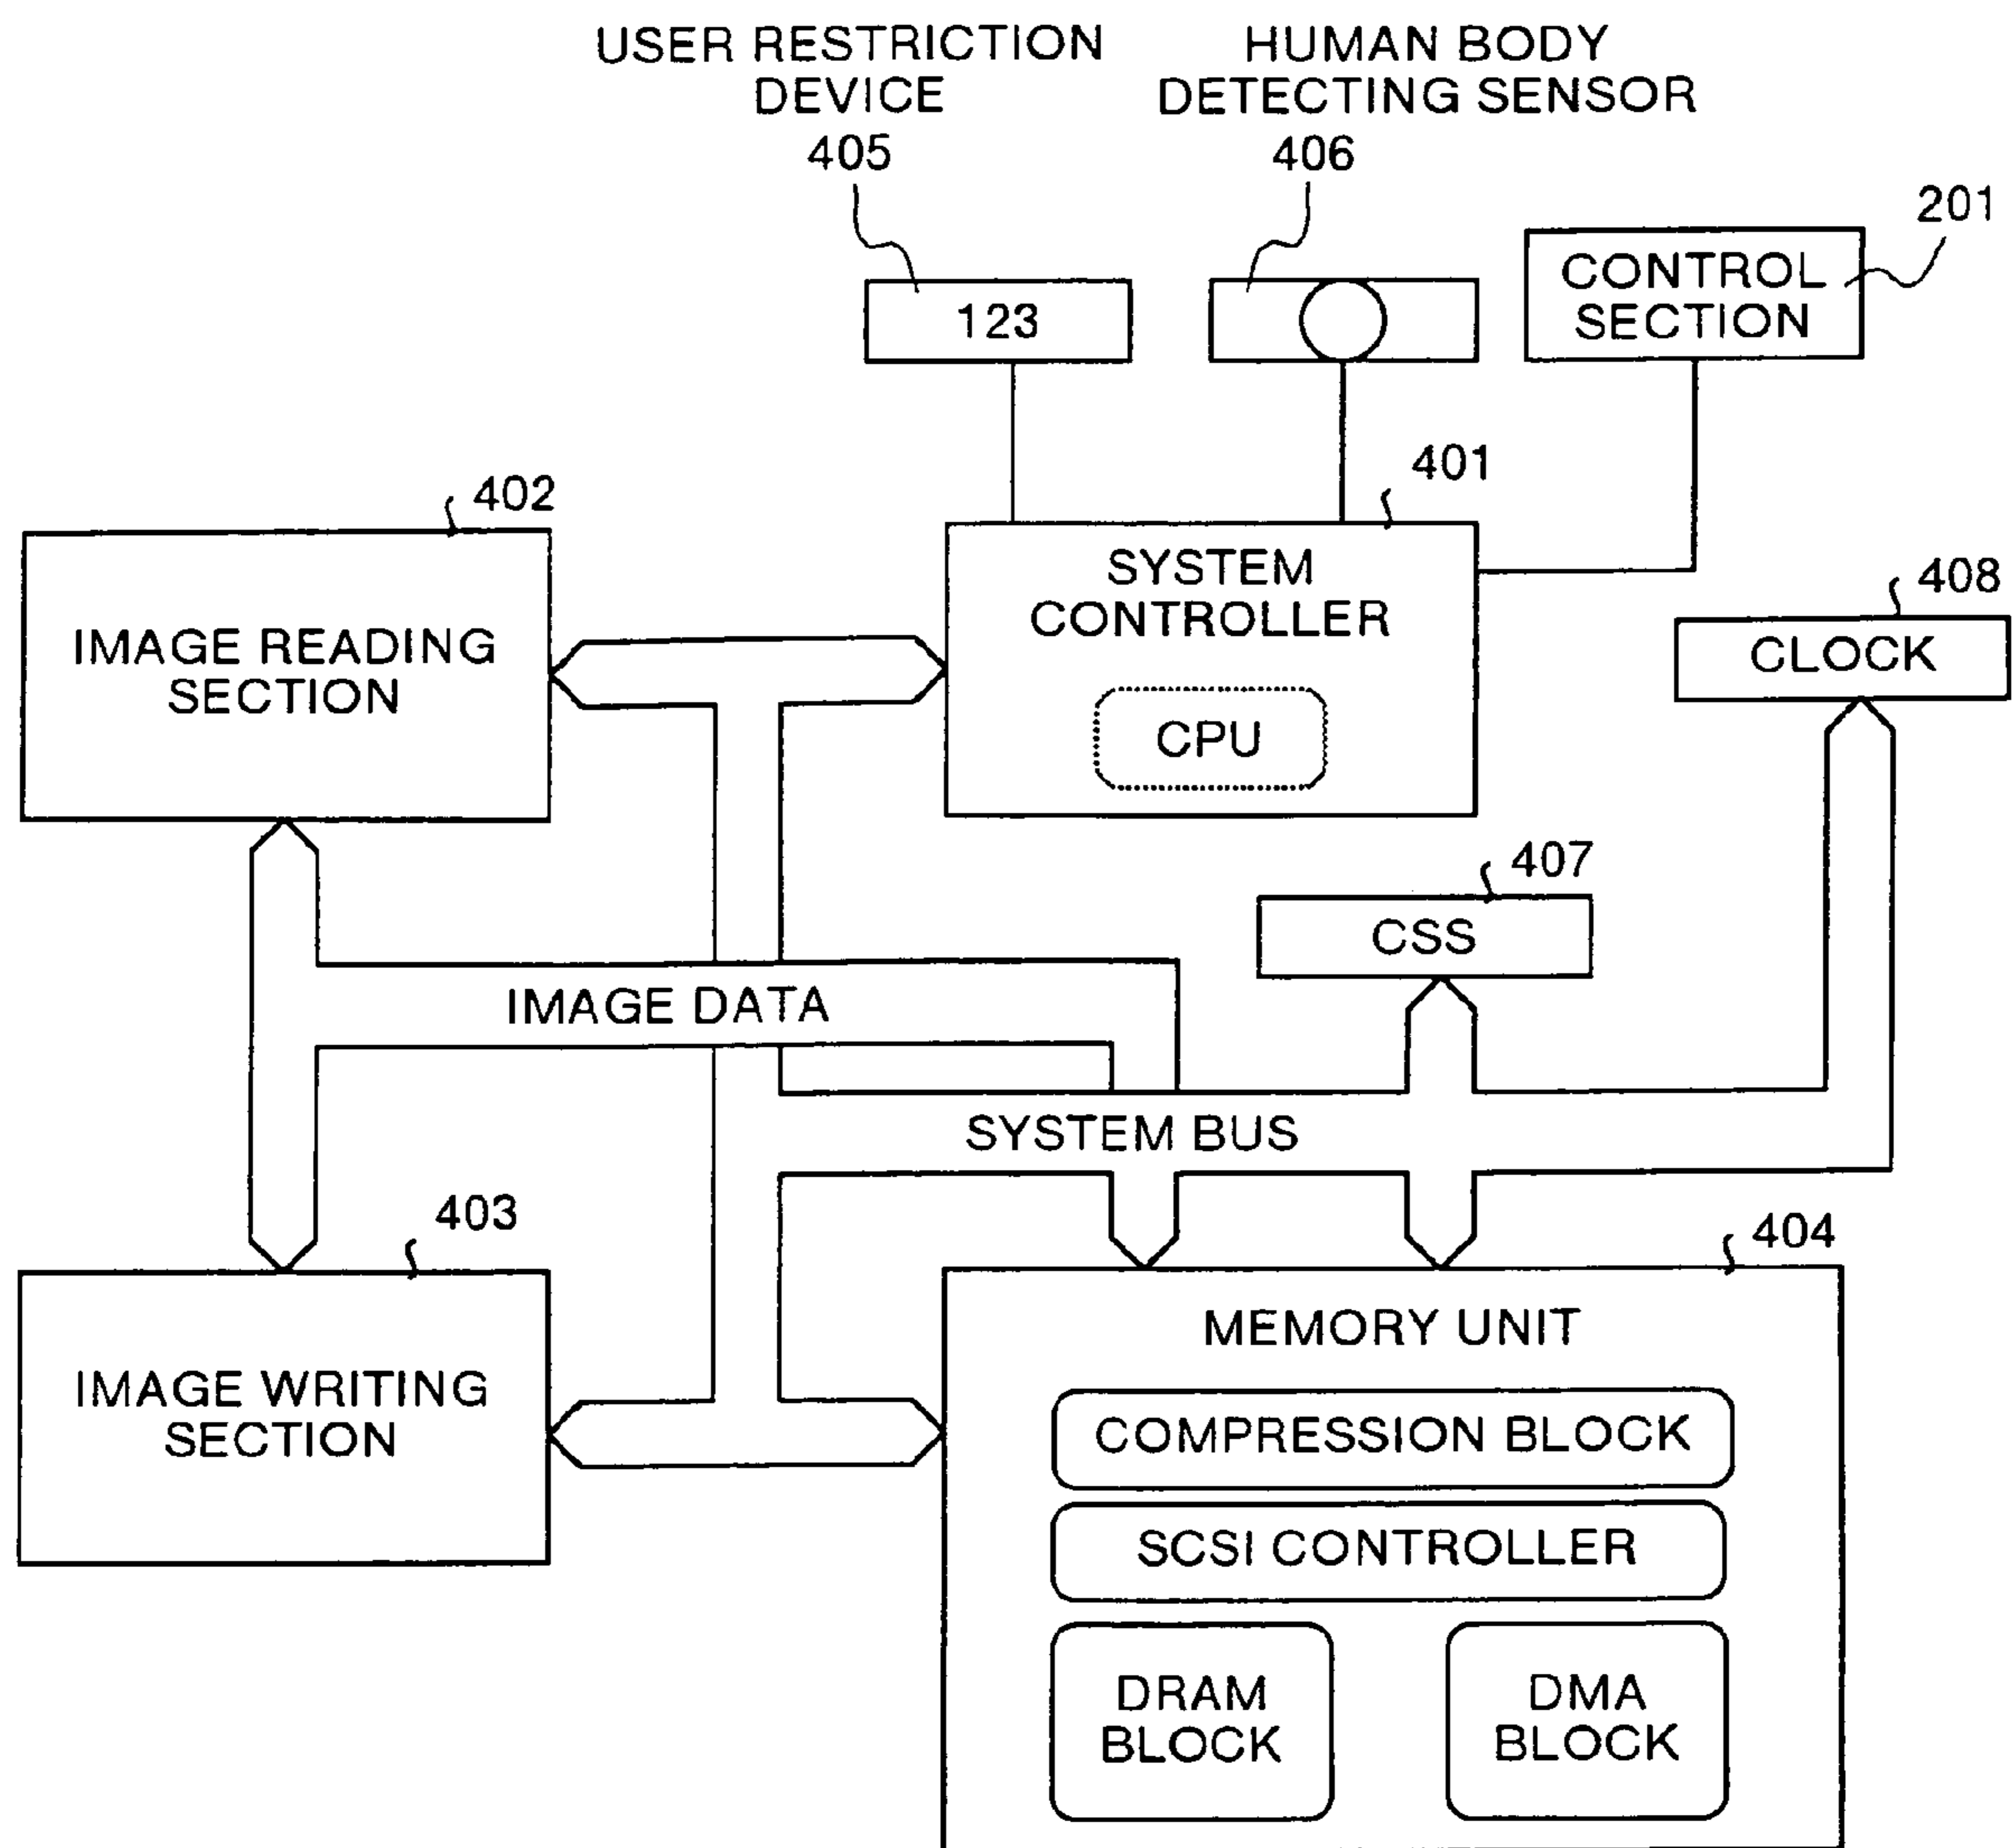 USER RESTRICTION
DEVICE
405
HUMAN BODY
DETECTING SENSOR
406
201
123
CONTROL
SECTION
401
402
SYSTEM
CONTROLLER
CPU
408
CLOCK
IMAGE READING
SECTION
407
CSS
IMAGE DATA
SYSTEM BUS
403
404
IMAGE WRITING
SECTION
MEMORY UNIT
COMPRESSION BLOCK
SCSI CONTROLLER
DRAM
BLOCK
DMA
BLOCK